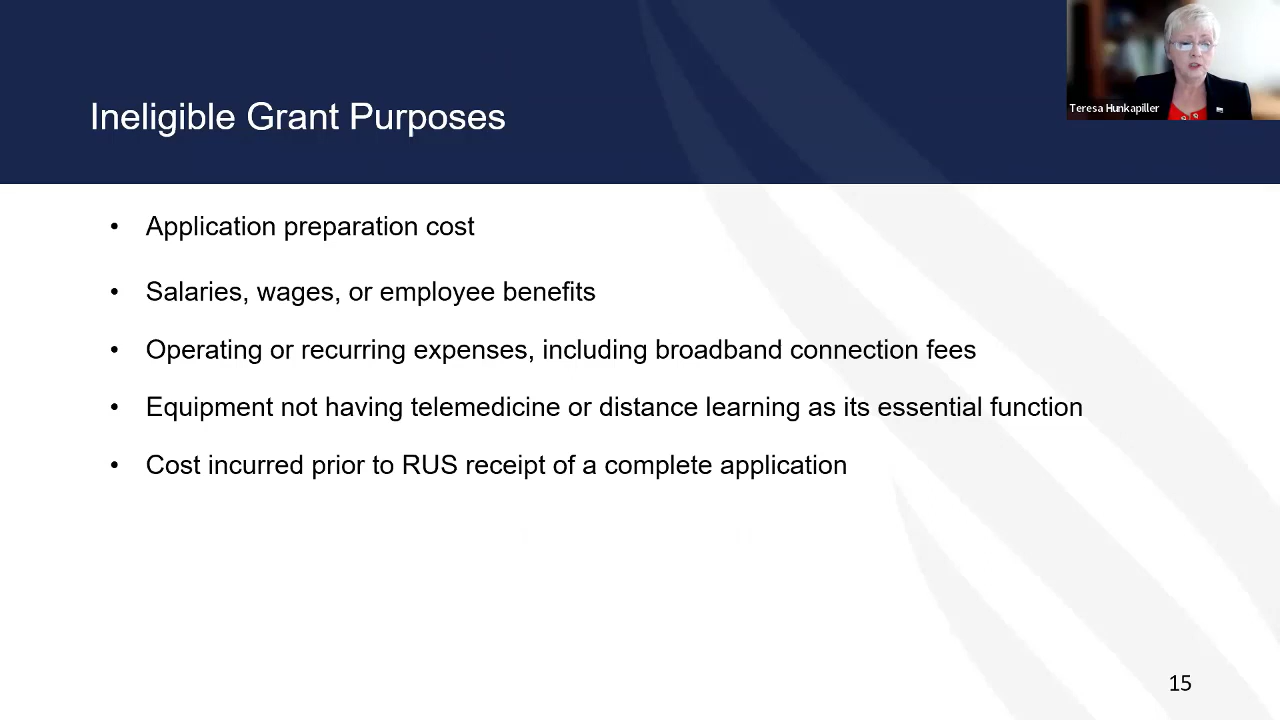 Teresa Hunkapiller
Ineligible Grant Purposes
• Application preparation cost
• Salaries, wages, or employee benefits
• Operating or recurring expenses, including broadband connection fees
• Equipment not having telemedicine or distance learning as its essential function
• Cost incurred prior to RUS receipt of a complete application
15